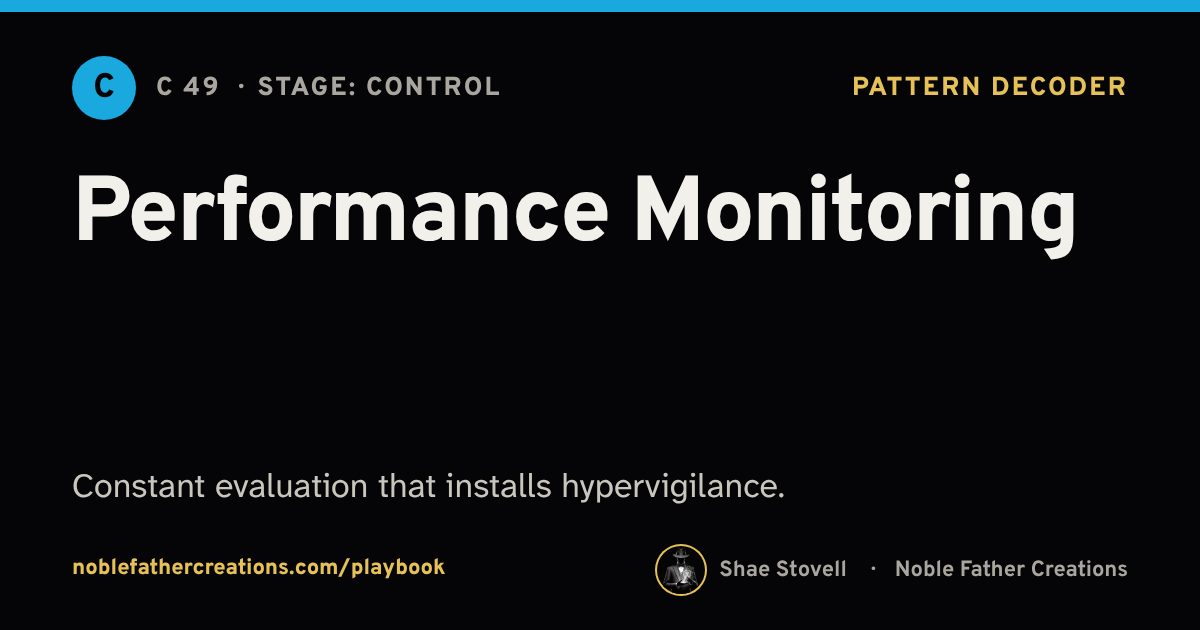 C
C 49 · STAGE: CONTROL
PATTERN DECODER
Performance Monitoring
Constant evaluation that installs hypervigilance.
noblefathercreations.com/playbook
Shae Stovell · Noble Father Creations